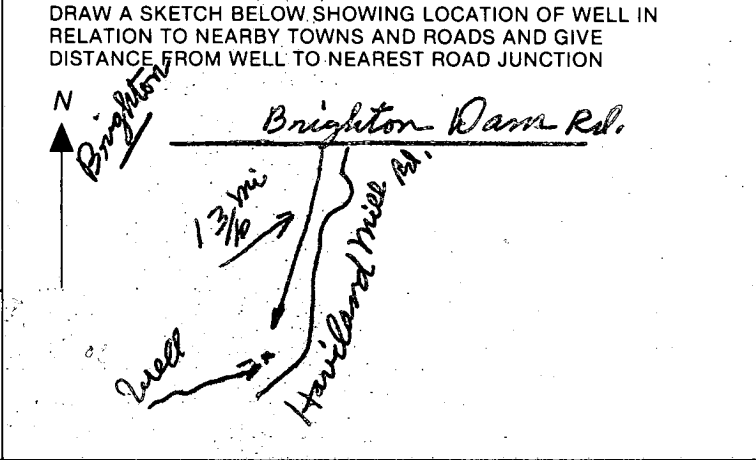 DRAW A SKETCH BELOW SHOWING LOCATION OF WELL IN
RELATION TO NEARBY TOWNS AND ROADS AND GIVE
DISTANCE FROM WELL TO NEAREST ROAD JUNCTION
N
Brighton
Brighton Dam Rd.
1 3/10 mi
Haviland Mill Rd.
Well